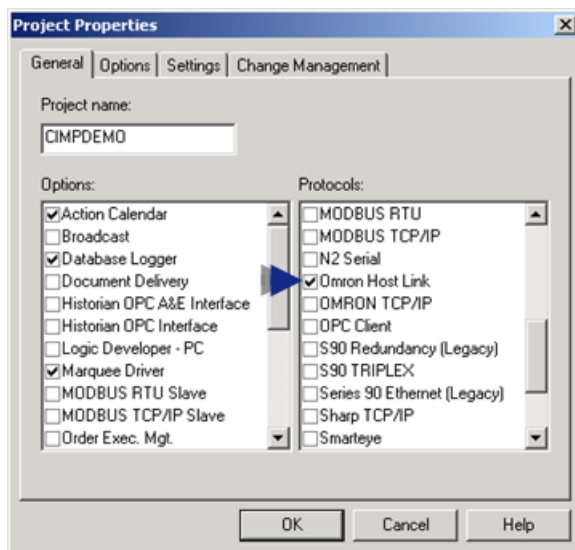 Project Properties
General Options Settings Change Management
Project name:
CIMPDEMO
Options:
Action Calendar
Broadcast
Database Logger
Document Delivery
Historian OPC A&E Interface
Historian OPC Interface
Logic Developer - PC
Marquee Driver
MODBUS RTU Slave
MODBUS TCP/IP Slave
Order Exec. Mgt.
Protocols:
MODBUS RTU
MODBUS TCP/IP
N2 Serial
Omron Host Link
OMRON TCP/IP
OPC Client
S90 Redundancy (Legacy)
S90 TRIPLEX
Series 90 Ethernet (Legacy)
Sharp TCP/IP
Smarteye
OK Cancel Help